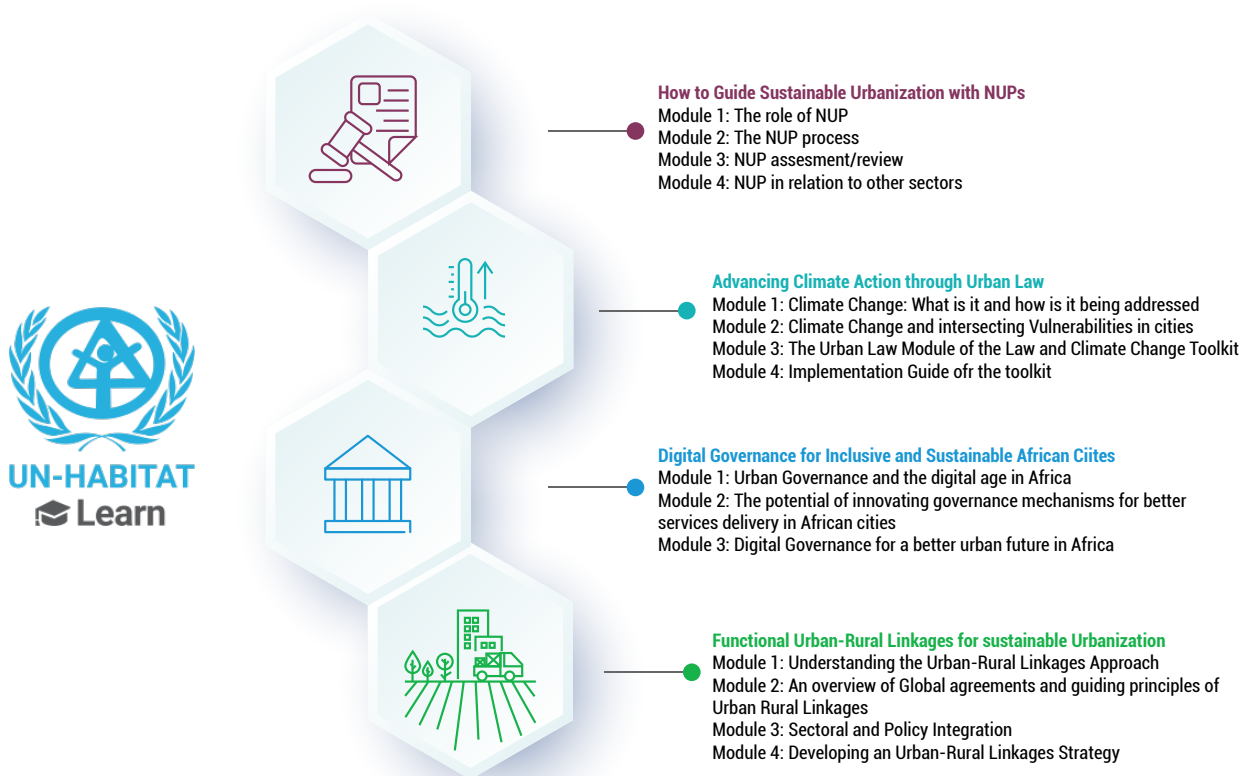 How to Guide Sustainable Urbanization with NUPs
Module 1: The role of NUP
Module 2: The NUP process
Module 3: NUP assesment/review
Module 4: NUP in relation to other sectors
Advancing Climate Action through Urban Law
Module 1: Climate Change: What is it and how is it being addressed
Module 2: Climate Change and intersecting Vulnerabilities in cities
Module 3: The Urban Law Module of the Law and Climate Change Toolkit
Module 4: Implementation Guide ofr the toolkit
UN-HABITAT
Learn
Digital Governance for Inclusive and Sustainable African Ciites
Module 1: Urban Governance and the digital age in Africa
Module 2: The potential of innovating governance mechanisms for better
services delivery in African cities
Module 3: Digital Governance for a better urban future in Africa
Functional Urban-Rural Linkages for sustainable Urbanization
Module 1: Understanding the Urban-Rural Linkages Approach
Module 2: An overview of Global agreements and guiding principles of
Urban Rural Linkages
Module 3: Sectoral and Policy Integration
Module 4: Developing an Urban-Rural Linkages Strategy